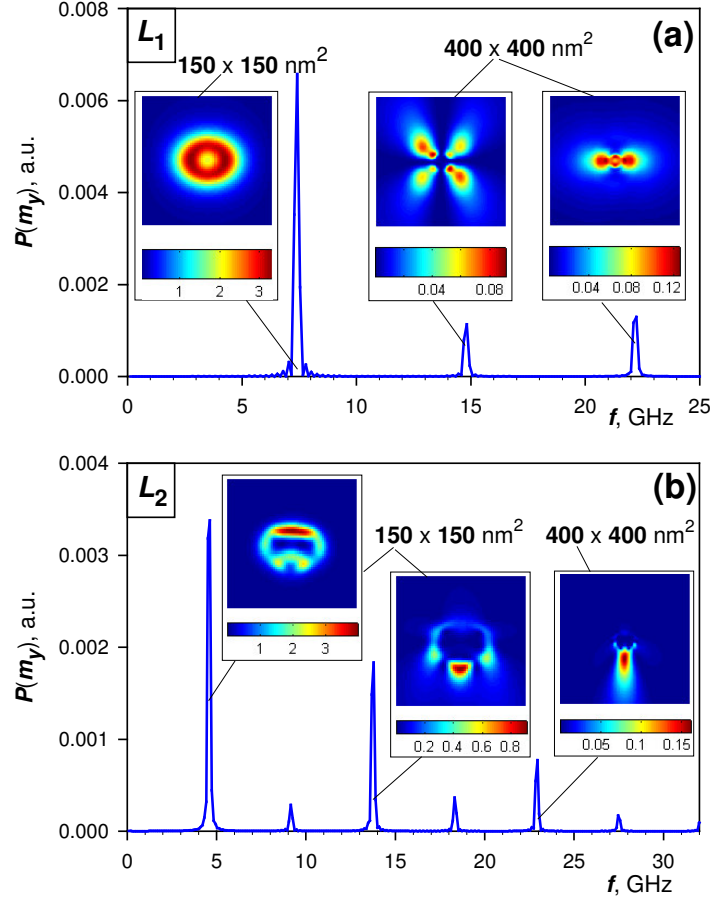 L1
(a)
150 x 150 nm²
400 x 400 nm²
P(my), a.u.
0.008
0.006
0.004
0.002
0.000
1 2 3
0.04 0.08
0.04 0.08 0.12
0 5 10 15 20 25
f, GHz
L2
(b)
150 x 150 nm²
400 x 400 nm²
P(my), a.u.
0.004
0.003
0.002
0.001
0.000
1 2 3
0.2 0.4 0.6 0.8
0.05 0.1 0.15
0 5 10 15 20 25 30
f, GHz